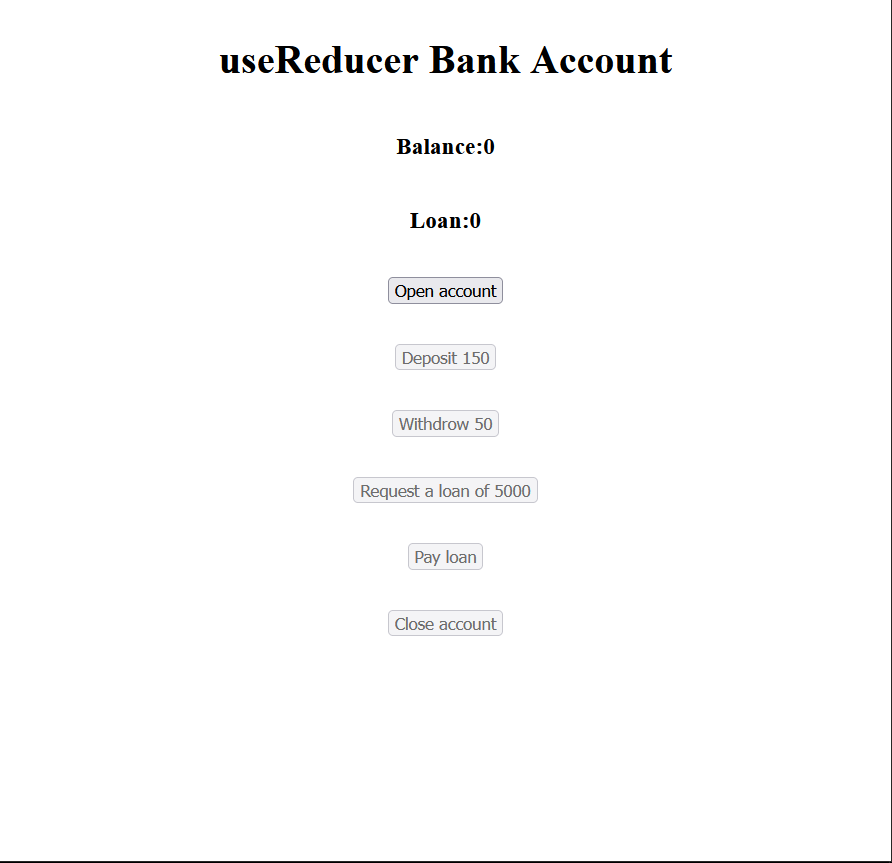 useReducer Bank Account
Balance:0
Loan:0
Open account
Deposit 150
Withdrow 50
Request a loan of 5000
Pay loan
Close account